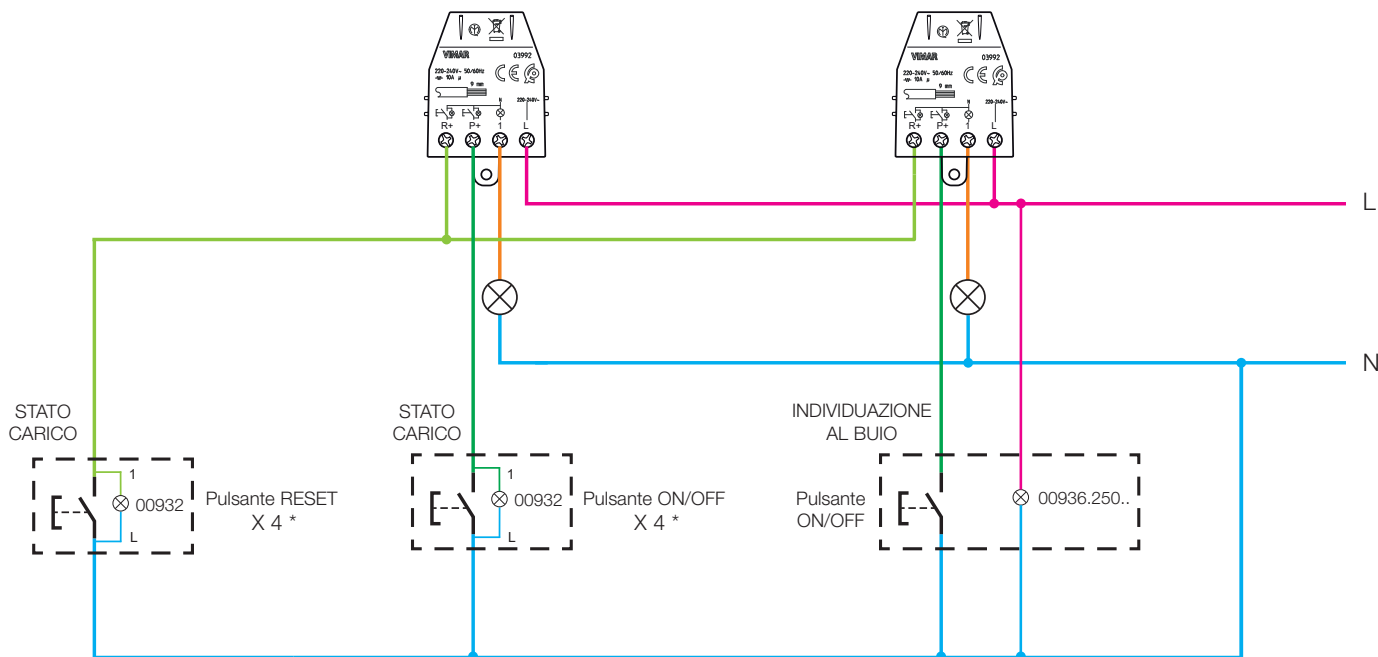 VIMAR 03992
220-240V~ 50/60Hz
10A µ
9 mm
N
220-240V~
R+ P+ 1 L
VIMAR 03992
220-240V~ 50/60Hz
10A µ
9 mm
N
220-240V~
R+ P+ 1 L
L
N
STATO
CARICO
1
00932
L
Pulsante RESET
X 4 *
STATO
CARICO
1
00932
L
Pulsante ON/OFF
X 4 *
INDIVIDUAZIONE
AL BUIO
Pulsante
ON/OFF
00936.250..